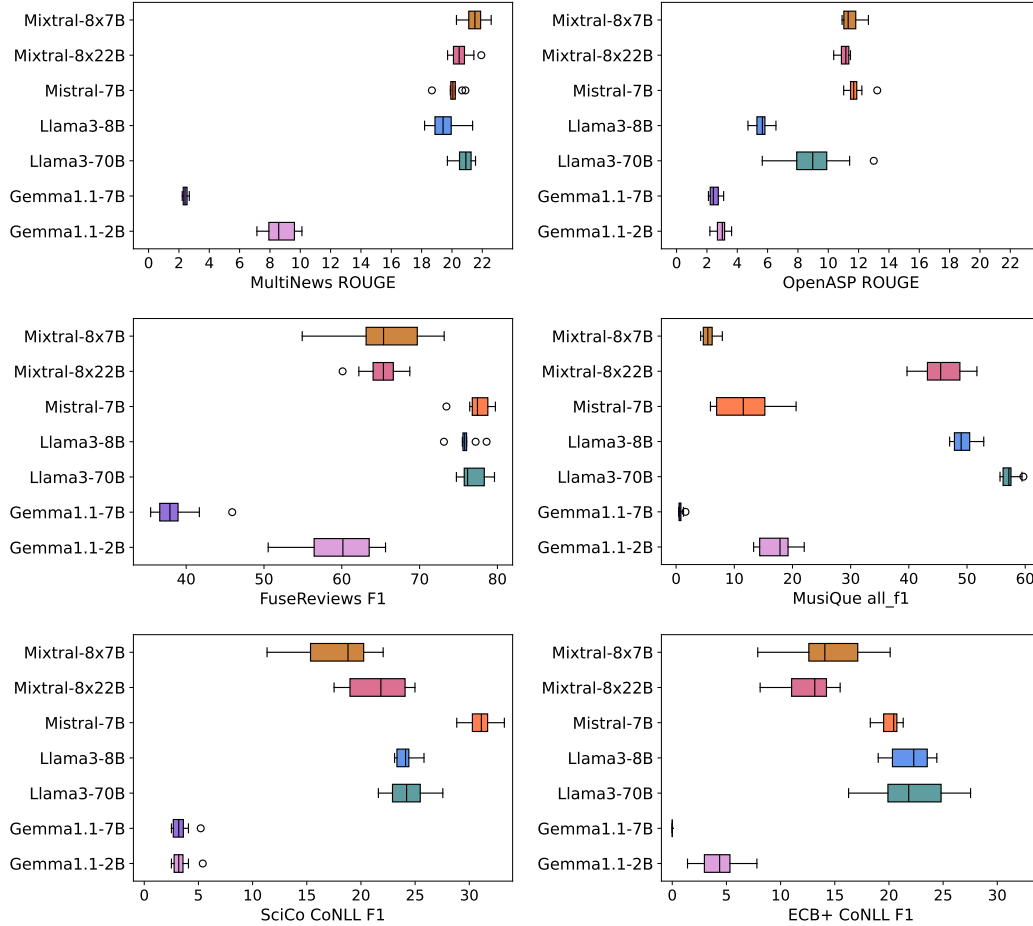 Mixtral-8x7B
Mixtral-8x22B
Mistral-7B
Llama3-8B
Llama3-70B
Gemma1.1-7B
Gemma1.1-2B
0 2 4 6 8 10 12 14 16 18 20 22
MultiNews ROUGE
Mixtral-8x7B
Mixtral-8x22B
Mistral-7B
Llama3-8B
Llama3-70B
Gemma1.1-7B
Gemma1.1-2B
0 2 4 6 8 10 12 14 16 18 20 22
OpenASP ROUGE
Mixtral-8x7B
Mixtral-8x22B
Mistral-7B
Llama3-8B
Llama3-70B
Gemma1.1-7B
Gemma1.1-2B
40 50 60 70 80
FuseReviews F1
Mixtral-8x7B
Mixtral-8x22B
Mistral-7B
Llama3-8B
Llama3-70B
Gemma1.1-7B
Gemma1.1-2B
0 10 20 30 40 50 60
MusiQue all_f1
Mixtral-8x7B
Mixtral-8x22B
Mistral-7B
Llama3-8B
Llama3-70B
Gemma1.1-7B
Gemma1.1-2B
0 5 10 15 20 25 30
SciCo CoNLL F1
Mixtral-8x7B
Mixtral-8x22B
Mistral-7B
Llama3-8B
Llama3-70B
Gemma1.1-7B
Gemma1.1-2B
0 5 10 15 20 25 30
ECB+ CoNLL F1